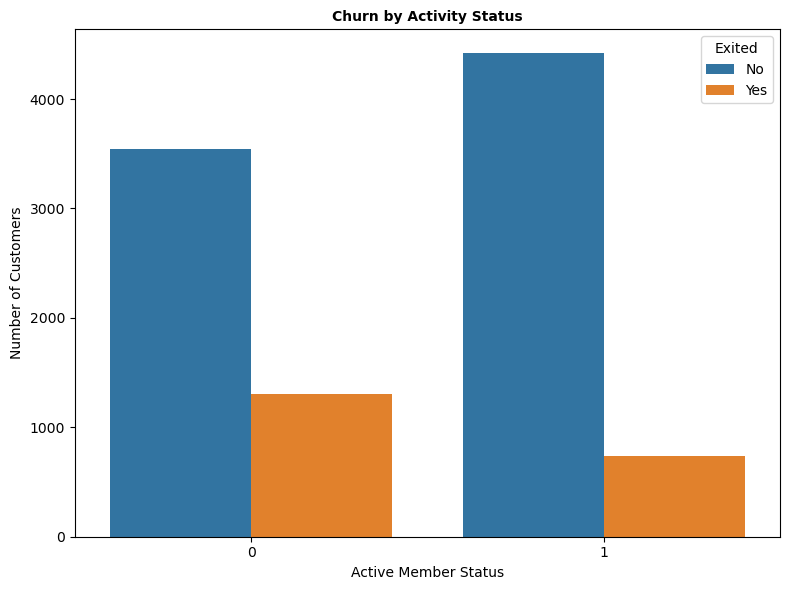 Churn by Activity Status
Exited
No
Yes
4000
3000
2000
1000
0
Number of Customers
0 1
Active Member Status